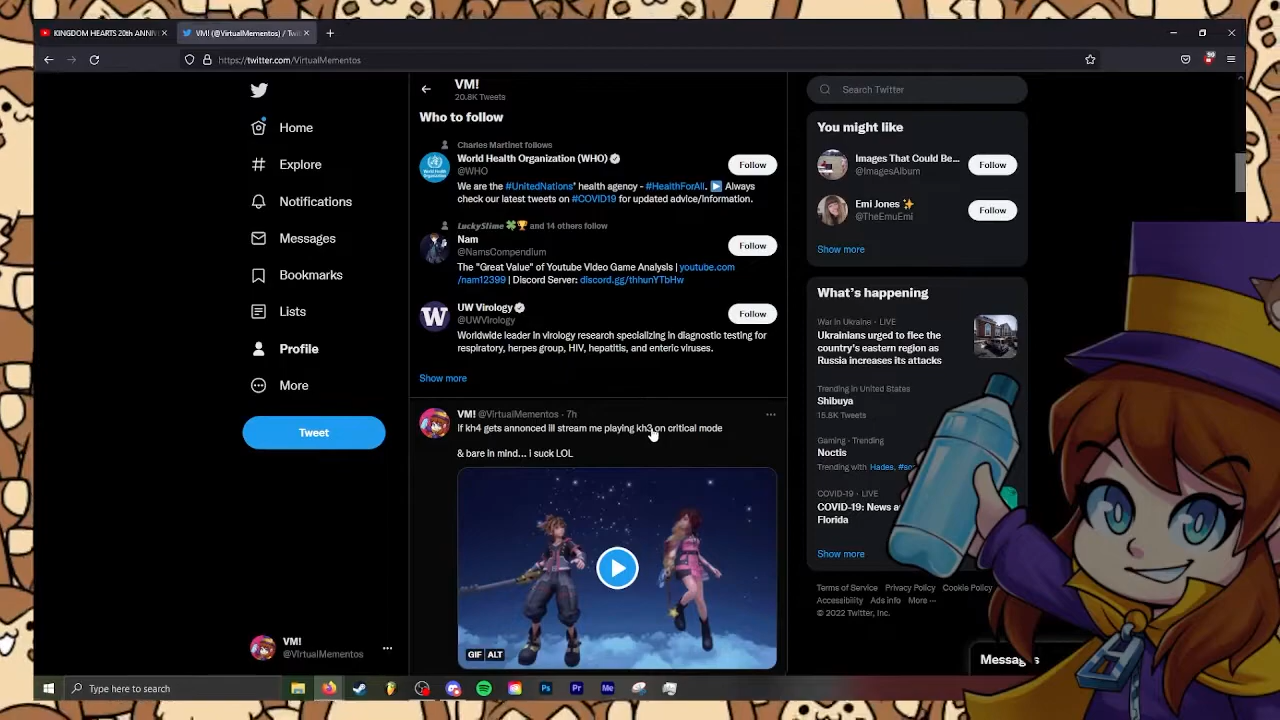 KINGDOM HEARTS 20th ANNI
VM! (@VirtualMementos) / Twi
https://twitter.com/VirtualMementos
90
Home
Explore
Notifications
Messages
Bookmarks
Lists
Profile
More
Tweet
VM!
@VirtualMementos
VM!
20.8K Tweets
Who to follow
Charles Martinet follows
World Health Organization (WHO)
@WHO
Follow
We are the #UnitedNations' health agency - #HealthForAll. ▶ Always
check our latest tweets on #COVID19 for updated advice/information.
LuckySlime 🍀🏆 and 14 others follow
Nam
@NamsCompendium
Follow
The "Great Value" of Youtube Video Game Analysis | youtube.com
/nam12399 | Discord Server: discord.gg/thhunYTbHw
W
UW Virology
@UWVirology
Follow
Worldwide leader in virology research specializing in diagnostic testing for
respiratory, herpes group, HIV, hepatitis, and enteric viruses.
Show more
VM! @VirtualMementos · 7h
If kh4 gets annonced ill stream me playing kh3 on critical mode
& bare in mind... i suck LOL
GIF ALT
Search Twitter
You might like
Images That Could Be...
@ImagesAlbum
Follow
Emi Jones ✨
@TheEmuEmi
Follow
Show more
What's happening
War in Ukraine · LIVE
Ukrainians urged to flee the
country's eastern region as
Russia increases its attacks
Trending in United States
Shibuya
15.8K Tweets
Gaming · Trending
Noctis
Trending with Hades,
COVID-19 · LIVE
COVID-19: News
Florida
Show more
Terms of Service Privacy Policy Cookie Policy
Accessibility Ads info More ···
© 2022 Twitter, Inc.
Messages
Type here to search
Ps
Pr
Me